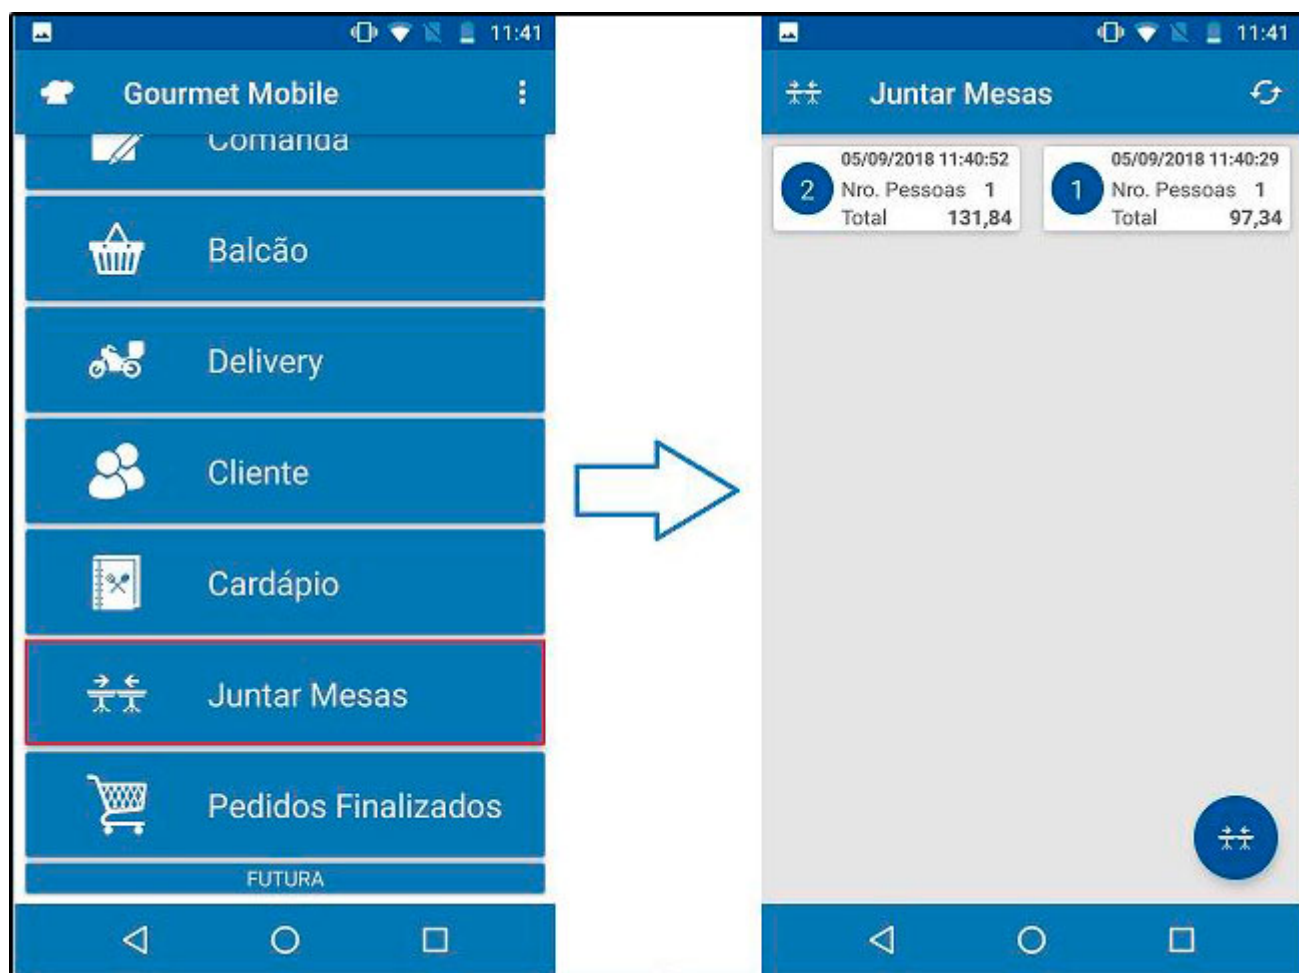 11:41
Gourmet Mobile
Comanda
Balcão
Delivery
Cliente
Cardápio
Juntar Mesas
Pedidos Finalizados
FUTURA
11:41
Juntar Mesas
2
05/09/2018 11:40:52
Nro. Pessoas 1
Total 131,84
1
05/09/2018 11:40:29
Nro. Pessoas 1
Total 97,34